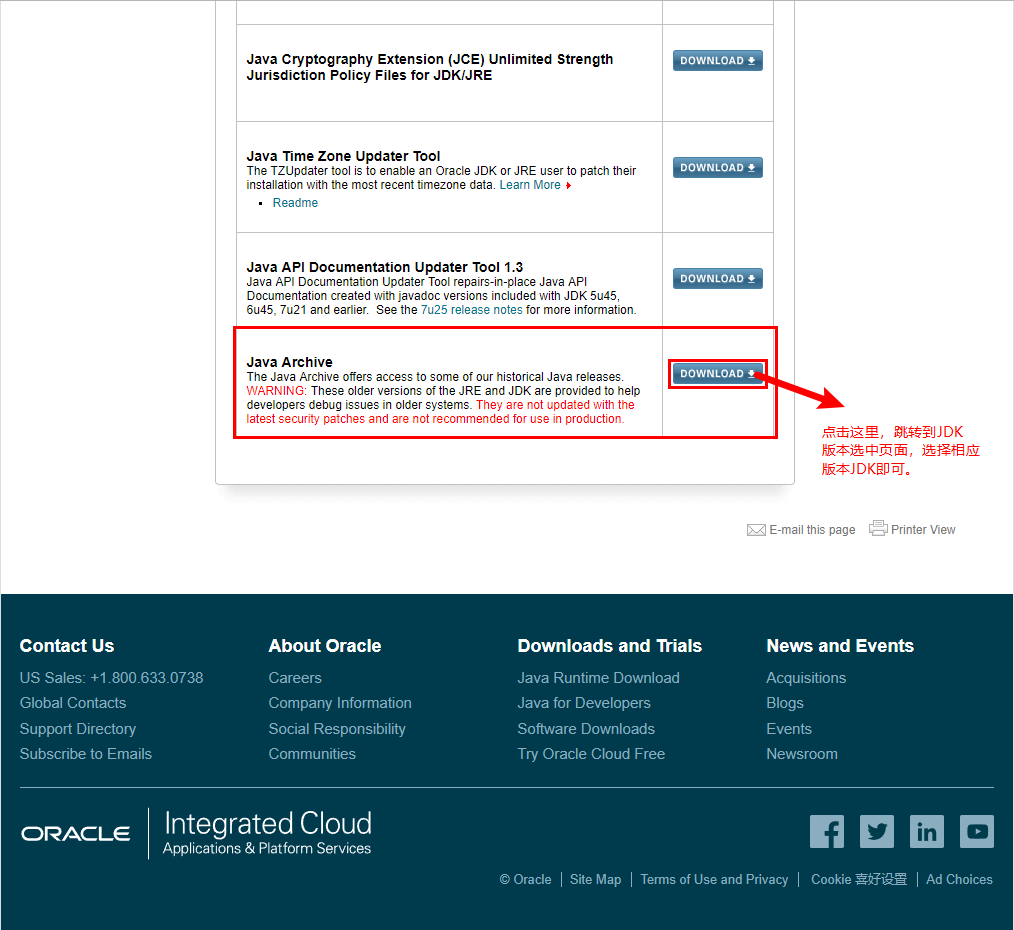 Java Cryptography Extension (JCE) Unlimited Strength
Jurisdiction Policy Files for JDK/JRE
DOWNLOAD
Java Time Zone Updater Tool
The TZUpdater tool is to enable an Oracle JDK or JRE user to patch their
installation with the most recent timezone data. Learn More
Readme
DOWNLOAD
Java API Documentation Updater Tool 1.3
Java API Documentation Updater Tool repairs-in-place Java API
Documentation created with javadoc versions included with JDK 5u45,
6u45, 7u21 and earlier.  See the 7u25 release notes for more information.
DOWNLOAD
Java Archive
The Java Archive offers access to some of our historical Java releases.
WARNING: These older versions of the JRE and JDK are provided to help
developers debug issues in older systems. They are not updated with the
latest security patches and are not recommended for use in production.
DOWNLOAD
点击这里，跳转到JDK
版本选中页面，选择相应
版本JDK即可。
E-mail this page
Printer View
Contact Us
US Sales: +1.800.633.0738
Global Contacts
Support Directory
Subscribe to Emails
About Oracle
Careers
Company Information
Social Responsibility
Communities
Downloads and Trials
Java Runtime Download
Java for Developers
Software Downloads
Try Oracle Cloud Free
News and Events
Acquisitions
Blogs
Events
Newsroom
ORACLE
Integrated Cloud
Applications & Platform Services
© Oracle | Site Map | Terms of Use and Privacy | Cookie 喜好设置 | Ad Choices